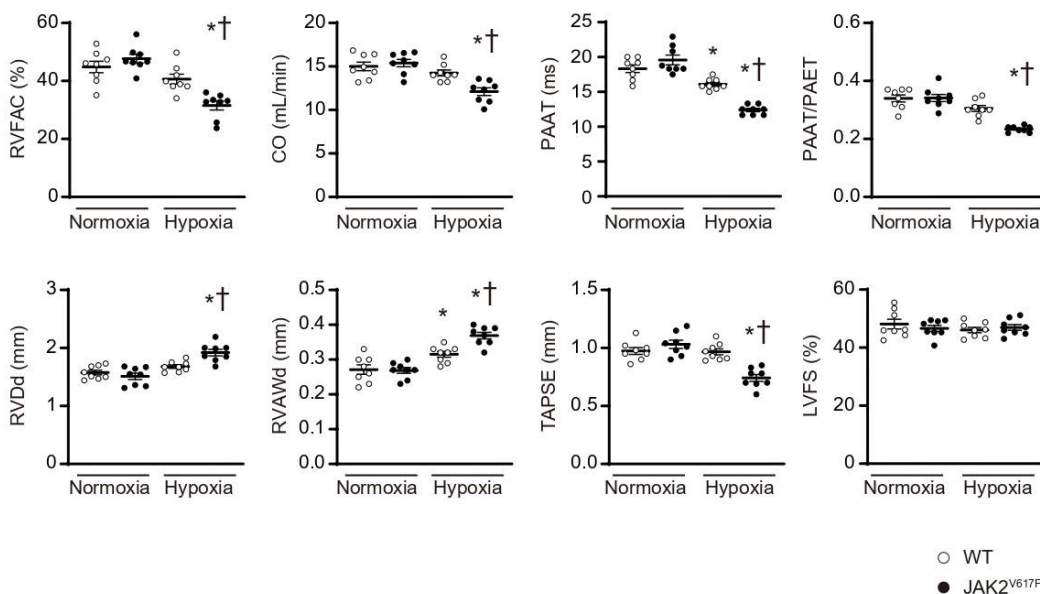 RVFAC (%)
60
40
20
0
*†
Normoxia Hypoxia
CO (mL/min)
20
15
10
5
0
*†
Normoxia Hypoxia
PAAT (ms)
25
20
15
10
5
0
*
*†
Normoxia Hypoxia
PAAT/PAET
0.6
0.4
0.2
0.0
*†
Normoxia Hypoxia
RVDd (mm)
3
2
1
0
*†
Normoxia Hypoxia
RVAWd (mm)
0.5
0.4
0.3
0.2
0.1
0.0
*
*†
Normoxia Hypoxia
TAPSE (mm)
1.5
1.0
0.5
0.0
*†
Normoxia Hypoxia
LVFS (%)
60
40
20
0
Normoxia Hypoxia
○ WT
● JAK2V617F